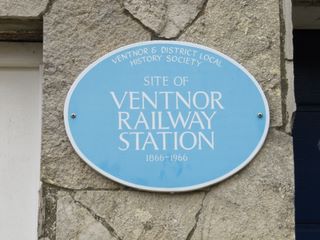 VENTNOR & DISTRICT LOCAL
HISTORY SOCIETY
SITE OF
VENTNOR
RAILWAY
STATION
1866-1966